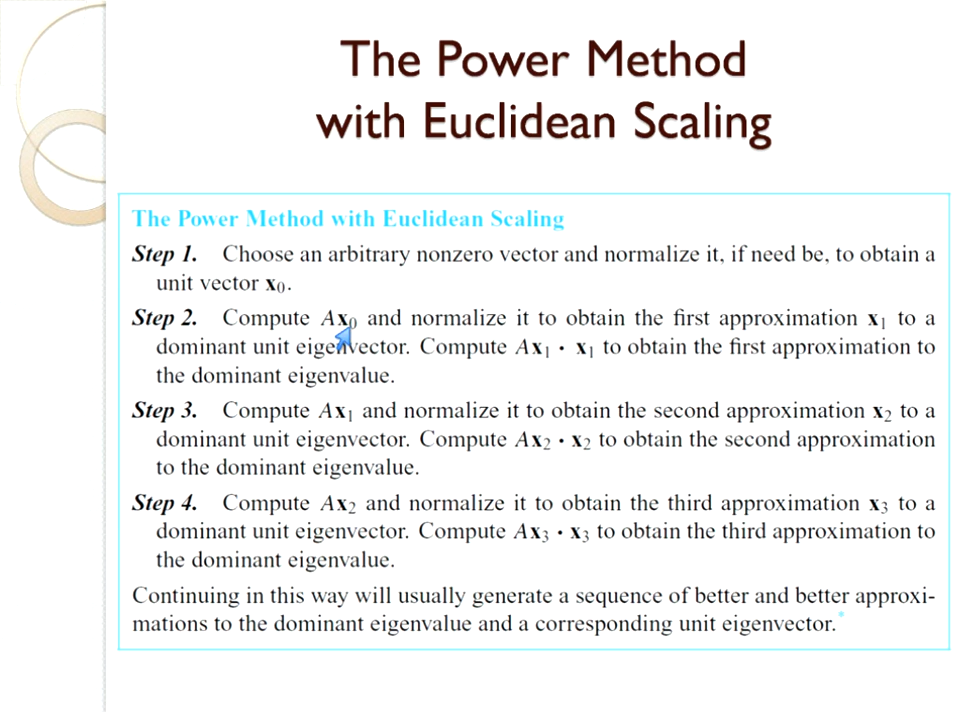 The Power Method
with Euclidean Scaling
The Power Method with Euclidean Scaling
Step 1. Choose an arbitrary nonzero vector and normalize it, if need be, to obtain a
unit vector x₀.
Step 2. Compute Ax₀ and normalize it to obtain the first approximation x₁ to a
dominant unit eigenvector. Compute Ax₁ · x₁ to obtain the first approximation to
the dominant eigenvalue.
Step 3. Compute Ax₁ and normalize it to obtain the second approximation x₂ to a
dominant unit eigenvector. Compute Ax₂ · x₂ to obtain the second approximation
to the dominant eigenvalue.
Step 4. Compute Ax₂ and normalize it to obtain the third approximation x₃ to a
dominant unit eigenvector. Compute Ax₃ · x₃ to obtain the third approximation to
the dominant eigenvalue.
Continuing in this way will usually generate a sequence of better and better approxi-
mations to the dominant eigenvalue and a corresponding unit eigenvector.*